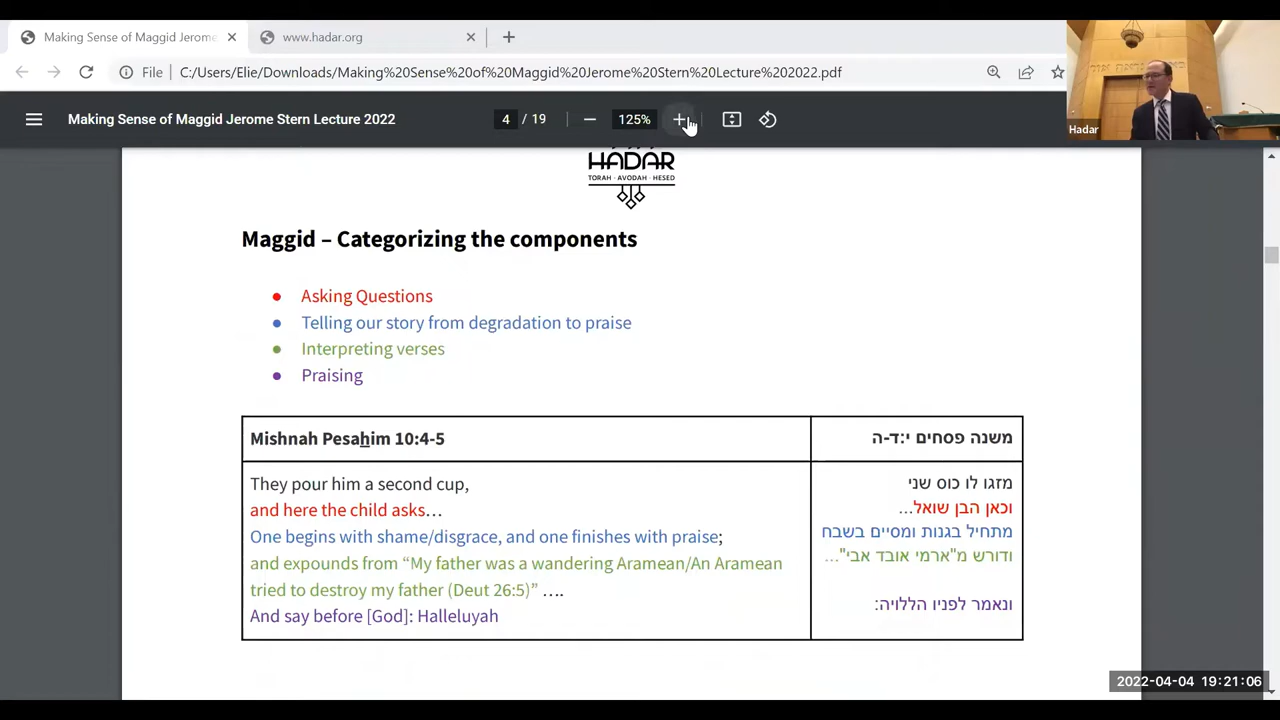 Making Sense of Maggid Jerome
www.hadar.org
File
C:/Users/Elie/Downloads/Making%20Sense%20of%20Maggid%20Jerome%20Stern%20Lecture%202022.pdf
Making Sense of Maggid Jerome Stern Lecture 2022
4 / 19
125%
Hadar
HADAR
TORAH · AVODAH · HESED
Maggid – Categorizing the components
• Asking Questions
• Telling our story from degradation to praise
• Interpreting verses
• Praising
Mishnah Pesahim 10:4-5
משנה פסחים י:ד-ה
They pour him a second cup,
and here the child asks…
One begins with shame/disgrace, and one finishes with praise;
and expounds from “My father was a wandering Aramean/An Aramean
tried to destroy my father (Deut 26:5)” ….
And say before [God]: Halleluyah
מזגו לו כוס שני
וכאן הבן שואל...
מתחיל בגנות ומסיים בשבח
ודורש מ"ארמי אובד אבי"...
ונאמר לפניו הללויה:
2022-04-04 19:21:06